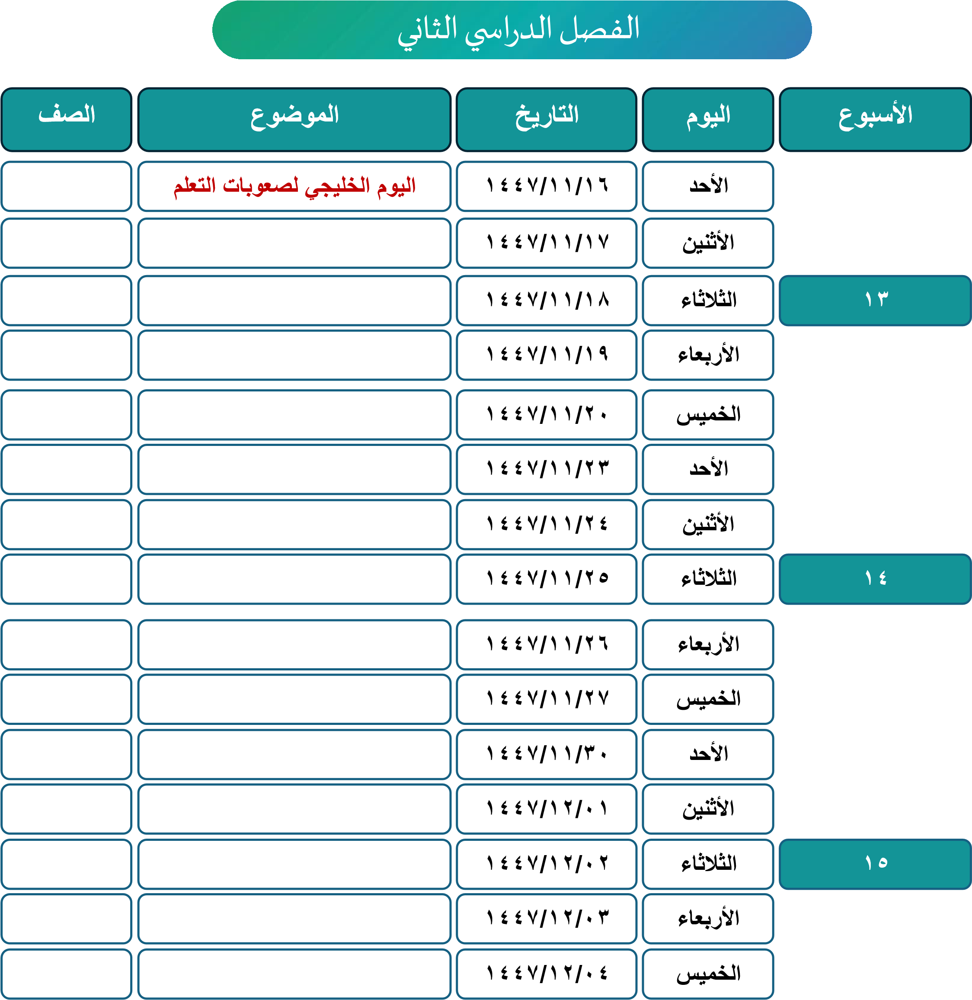 الفصل الدراسي الثاني
الأسبوع اليوم التاريخ الموضوع الصف
الأحد ١٤٤٧/١١/١٦ اليوم الخليجي لصعوبات التعلم
الأثنين ١٤٤٧/١١/١٧
١٣ الثلاثاء ١٤٤٧/١١/١٨
الأربعاء ١٤٤٧/١١/١٩
الخميس ١٤٤٧/١١/٢٠
الأحد ١٤٤٧/١١/٢٣
الأثنين ١٤٤٧/١١/٢٤
١٤ الثلاثاء ١٤٤٧/١١/٢٥
الأربعاء ١٤٤٧/١١/٢٦
الخميس ١٤٤٧/١١/٢٧
الأحد ١٤٤٧/١١/٣٠
الأثنين ١٤٤٧/١٢/٠١
١٥ الثلاثاء ١٤٤٧/١٢/٠٢
الأربعاء ١٤٤٧/١٢/٠٣
الخميس ١٤٤٧/١٢/٠٤